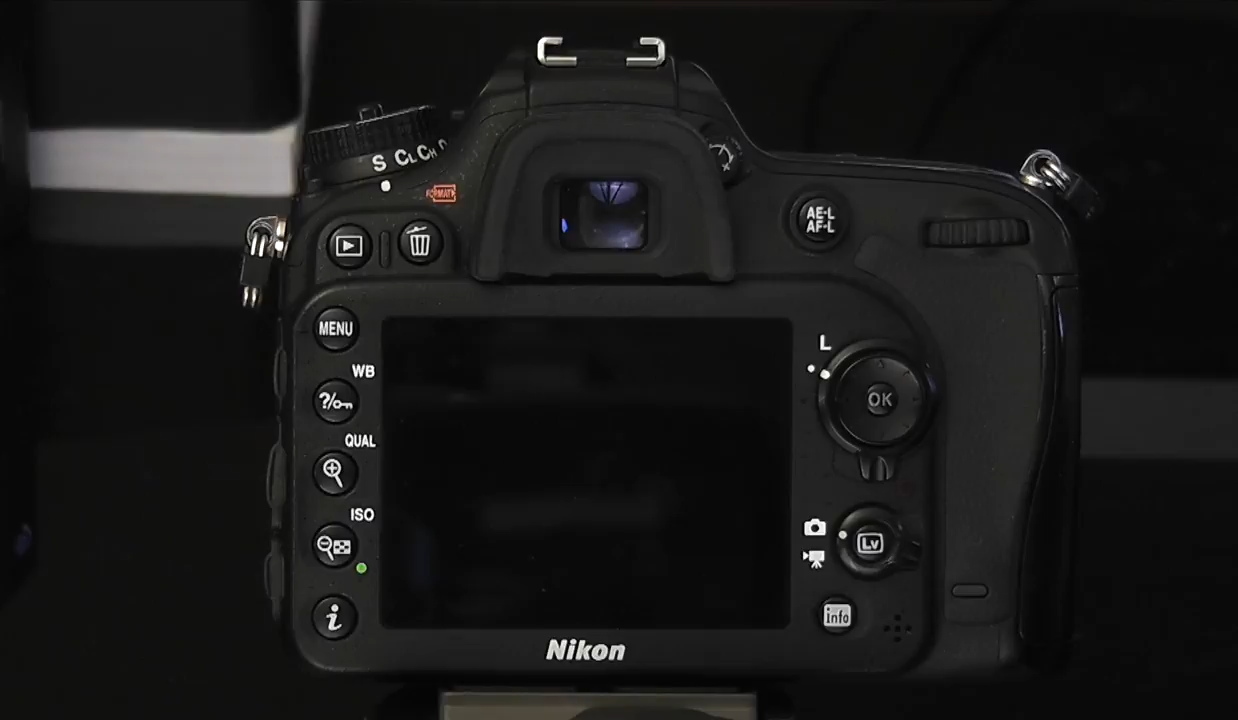 S CL CH
FORMAT
AE-L
AF-L
MENU
WB
?/
QUAL
ISO
i
L
OK
Lv
info
Nikon